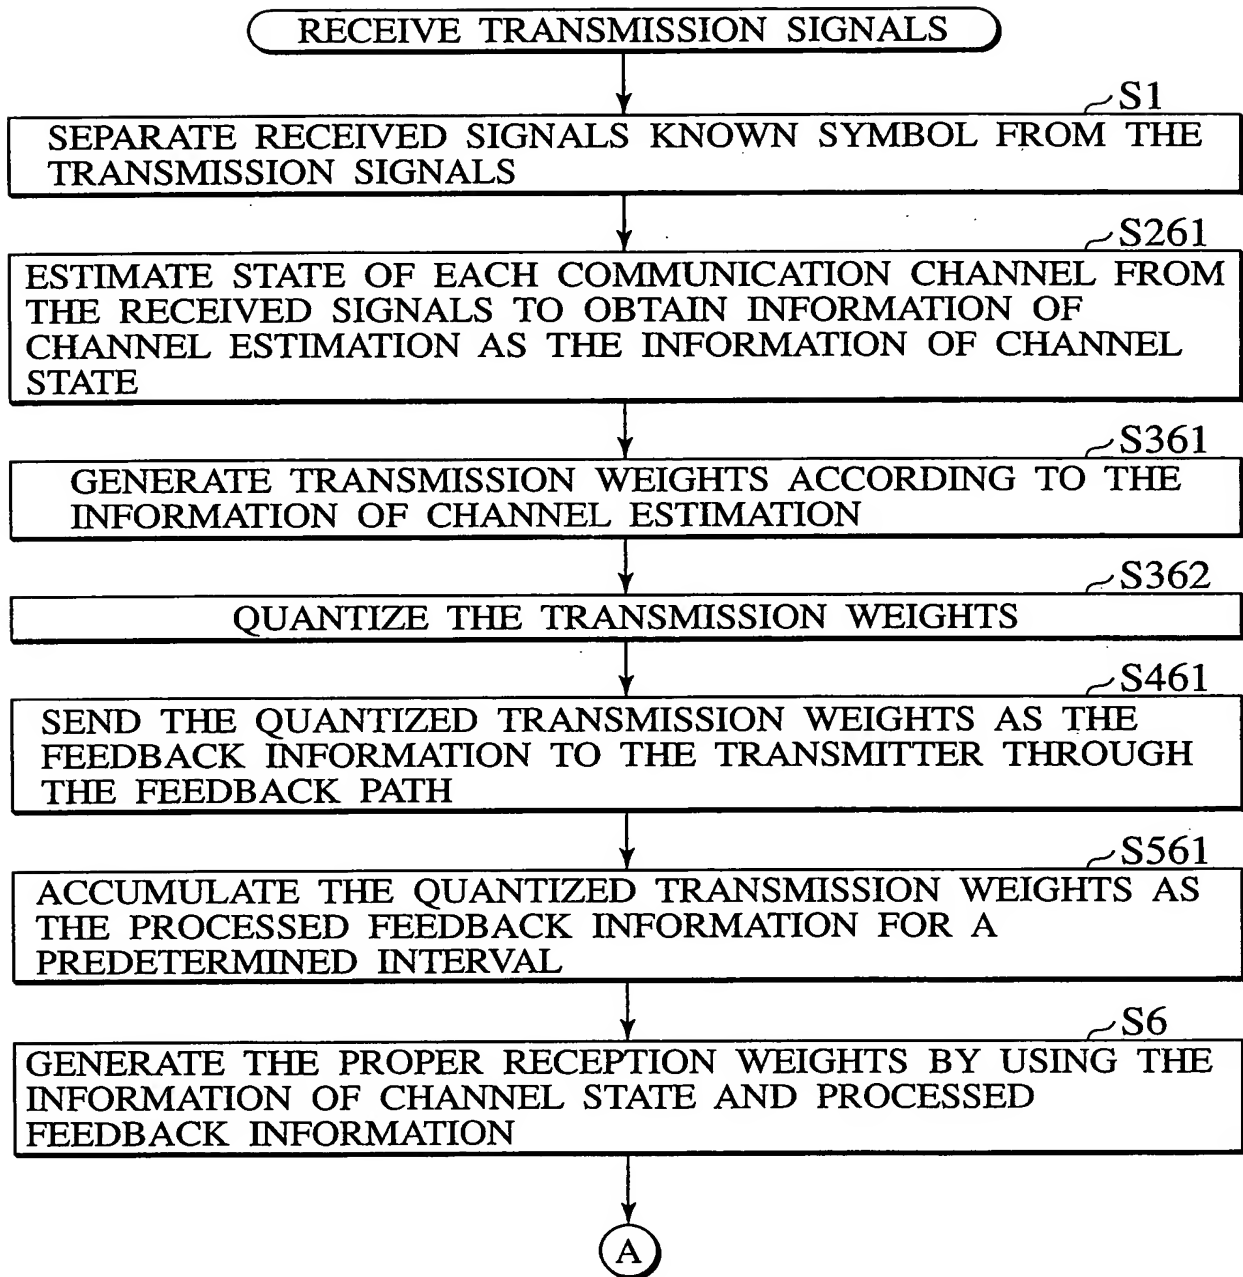 RECEIVE TRANSMISSION SIGNALS
S1
SEPARATE RECEIVED SIGNALS KNOWN SYMBOL FROM THE
TRANSMISSION SIGNALS
S261
ESTIMATE STATE OF EACH COMMUNICATION CHANNEL FROM
THE RECEIVED SIGNALS TO OBTAIN INFORMATION OF
CHANNEL ESTIMATION AS THE INFORMATION OF CHANNEL
STATE
S361
GENERATE TRANSMISSION WEIGHTS ACCORDING TO THE
INFORMATION OF CHANNEL ESTIMATION
S362
QUANTIZE THE TRANSMISSION WEIGHTS
S461
SEND THE QUANTIZED TRANSMISSION WEIGHTS AS THE
FEEDBACK INFORMATION TO THE TRANSMITTER THROUGH
THE FEEDBACK PATH
S561
ACCUMULATE THE QUANTIZED TRANSMISSION WEIGHTS AS
THE PROCESSED FEEDBACK INFORMATION FOR A
PREDETERMINED INTERVAL
S6
GENERATE THE PROPER RECEPTION WEIGHTS BY USING THE
INFORMATION OF CHANNEL STATE AND PROCESSED
FEEDBACK INFORMATION
A